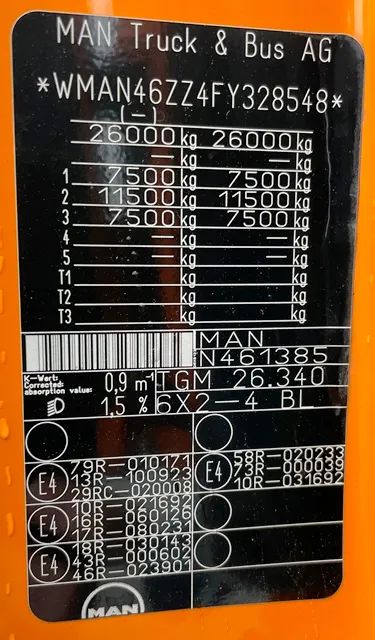 MAN Truck & Bus AG
*WMAN46ZZ4FY328548*
(—)
26000 kg 26000 kg
— kg — kg
1 7500 kg 7500 kg
2 11500 kg 11500 kg
3 7500 kg 7500 kg
4 — kg — kg
5 — kg — kg
T1 kg kg
T2 kg kg
T3 kg kg
MAN
N461385
K-Wert:
Corrected absorption value: 0,9 m-1 TGM 26.340
1.5 % 6X2—4 BL
E4 79R—010171
13R—100923
29RC—020008
E4 58R—020233
73R—000039
10R—031692
E4 10R—021692
16R—060126
17R—080231
E4 48R—030143
43R—000602
46R—023901
MAN